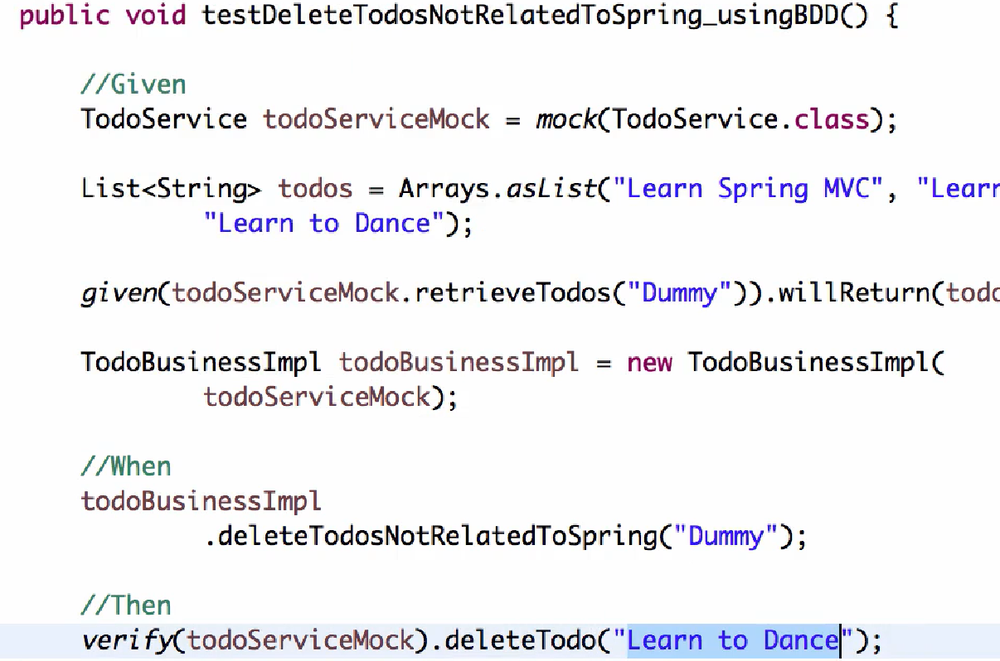 public void testDeleteTodosNotRelatedToSpring_usingBDD() {
//Given
TodoService todoServiceMock = mock(TodoService.class);
List<String> todos = Arrays.asList("Learn Spring MVC", "Learn
"Learn to Dance");
given(todoServiceMock.retrieveTodos("Dummy")).willReturn(todo
TodoBusinessImpl todoBusinessImpl = new TodoBusinessImpl(
todoServiceMock);
//When
todoBusinessImpl
.deleteTodosNotRelatedToSpring("Dummy");
//Then
verify(todoServiceMock).deleteTodo("Learn to Dance");